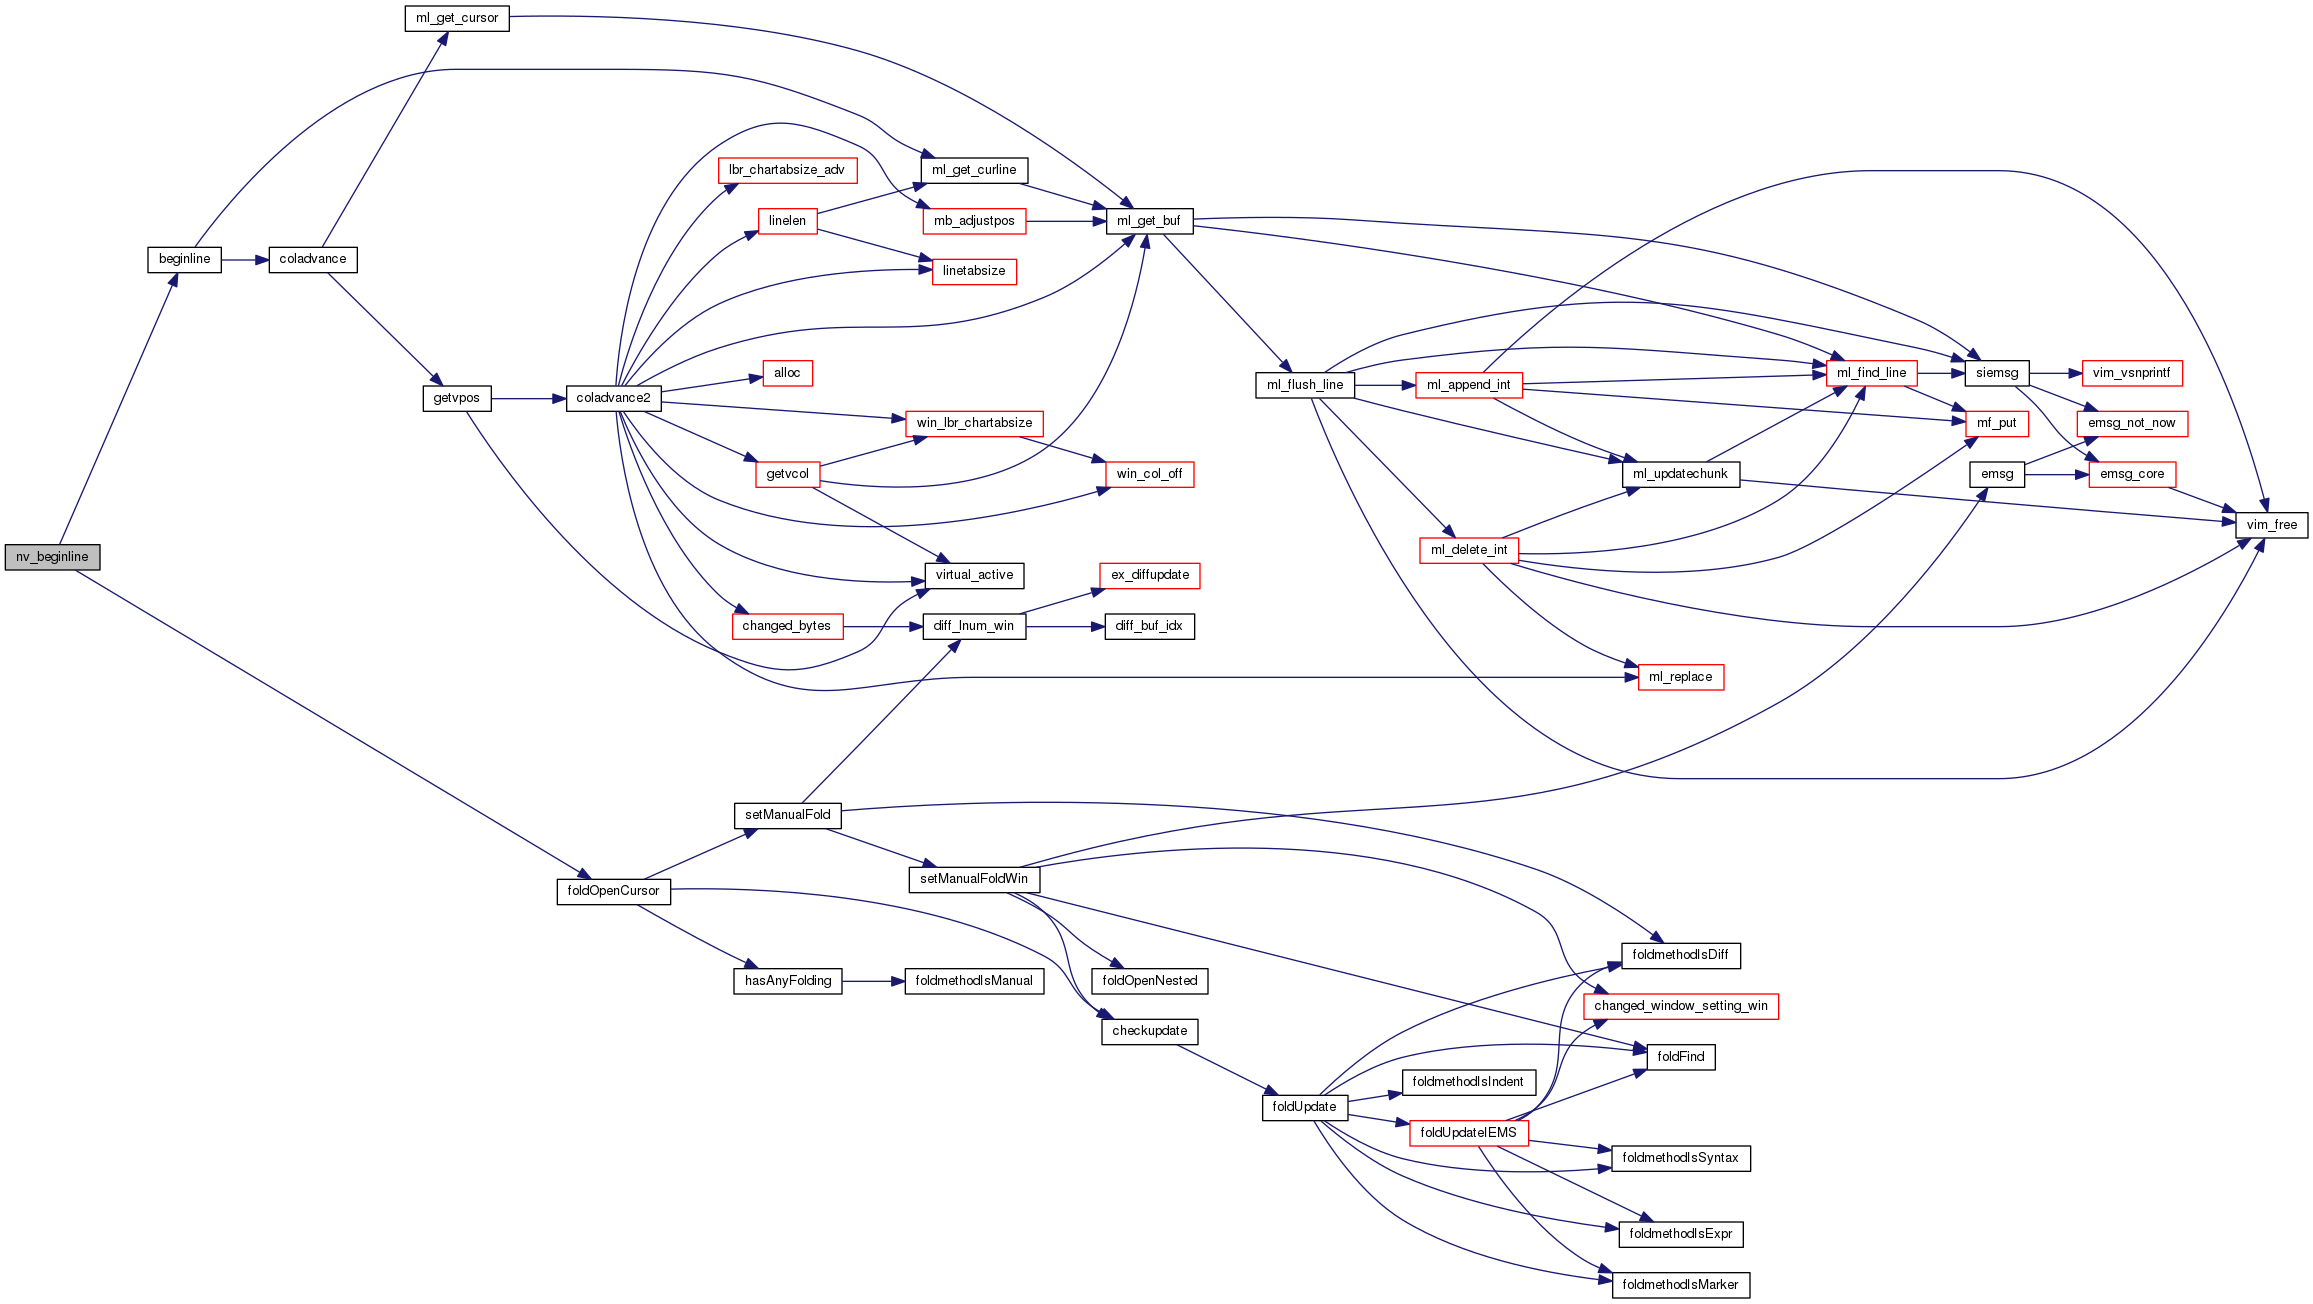 ml_get_cursor
lbr_chartabsize_adv
ml_get_curline
linelen
mb_adjustpos
ml_get_buf
beginline
coladvance
linetabsize
getvpos
coladvance2
alloc
ml_flush_line
ml_append_int
ml_find_line
siemsg
vim_vsnprintf
win_lbr_chartabsize
mf_put
emsg_not_now
getvcol
win_col_off
ml_updatechunk
emsg
emsg_core
vim_free
nv_beginline
ml_delete_int
virtual_active
ex_diffupdate
changed_bytes
diff_lnum_win
diff_buf_idx
ml_replace
setManualFold
foldOpenCursor
setManualFoldWin
foldmethodIsDiff
hasAnyFolding
foldmethodIsManual
foldOpenNested
changed_window_setting_win
checkupdate
foldFind
foldmethodIsIndent
foldUpdate
foldUpdateIEMS
foldmethodIsSyntax
foldmethodIsExpr
foldmethodIsMarker